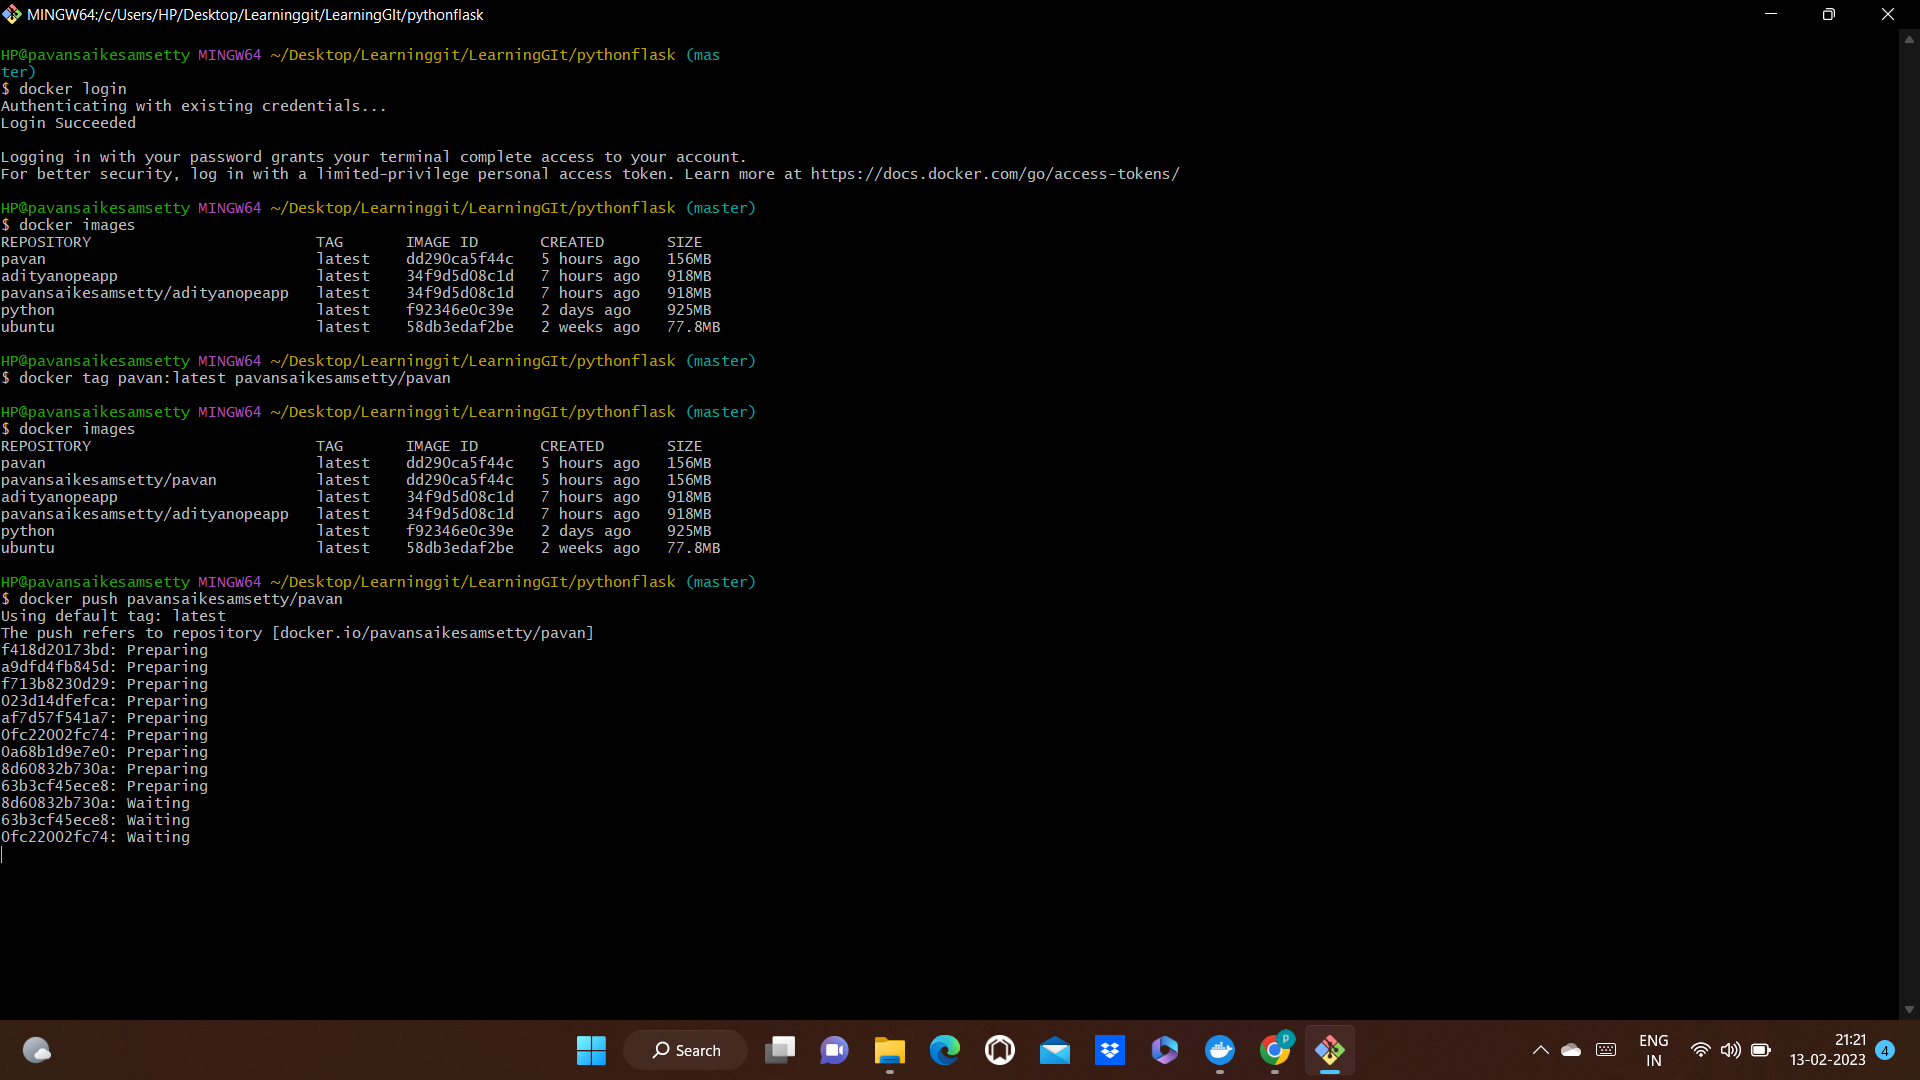 MINGW64:/c/Users/HP/Desktop/Learninggit/LearningGIt/pythonflask
HP@pavansaikesamsetty MINGW64 ~/Desktop/Learninggit/LearningGIt/pythonflask (mas
ter)
$ docker login
Authenticating with existing credentials...
Login Succeeded
Logging in with your password grants your terminal complete access to your account.
For better security, log in with a limited-privilege personal access token. Learn more at https://docs.docker.com/go/access-tokens/
HP@pavansaikesamsetty MINGW64 ~/Desktop/Learninggit/LearningGIt/pythonflask (master)
$ docker images
REPOSITORY TAG IMAGE ID CREATED SIZE
pavan latest dd290ca5f44c 5 hours ago 156MB
adityanopeapp latest 34f9d5d08c1d 7 hours ago 918MB
pavansaikesamsetty/adityanopeapp latest 34f9d5d08c1d 7 hours ago 918MB
python latest f92346e0c39e 2 days ago 925MB
ubuntu latest 58db3edaf2be 2 weeks ago 77.8MB
HP@pavansaikesamsetty MINGW64 ~/Desktop/Learninggit/LearningGIt/pythonflask (master)
$ docker tag pavan:latest pavansaikesamsetty/pavan
HP@pavansaikesamsetty MINGW64 ~/Desktop/Learninggit/LearningGIt/pythonflask (master)
$ docker images
REPOSITORY TAG IMAGE ID CREATED SIZE
pavan latest dd290ca5f44c 5 hours ago 156MB
pavansaikesamsetty/pavan latest dd290ca5f44c 5 hours ago 156MB
adityanopeapp latest 34f9d5d08c1d 7 hours ago 918MB
pavansaikesamsetty/adityanopeapp latest 34f9d5d08c1d 7 hours ago 918MB
python latest f92346e0c39e 2 days ago 925MB
ubuntu latest 58db3edaf2be 2 weeks ago 77.8MB
HP@pavansaikesamsetty MINGW64 ~/Desktop/Learninggit/LearningGIt/pythonflask (master)
$ docker push pavansaikesamsetty/pavan
Using default tag: latest
The push refers to repository [docker.io/pavansaikesamsetty/pavan]
f418d20173bd: Preparing
a9dfd4fb845d: Preparing
f713b8230d29: Preparing
023d14dfefca: Preparing
af7d57f541a7: Preparing
0fc22002fc74: Preparing
0a68b1d9e7e0: Preparing
8d60832b730a: Preparing
63b3cf45ece8: Preparing
8d60832b730a: Waiting
63b3cf45ece8: Waiting
0fc22002fc74: Waiting
Search
P
ENG
IN
21:21
13-02-2023
4